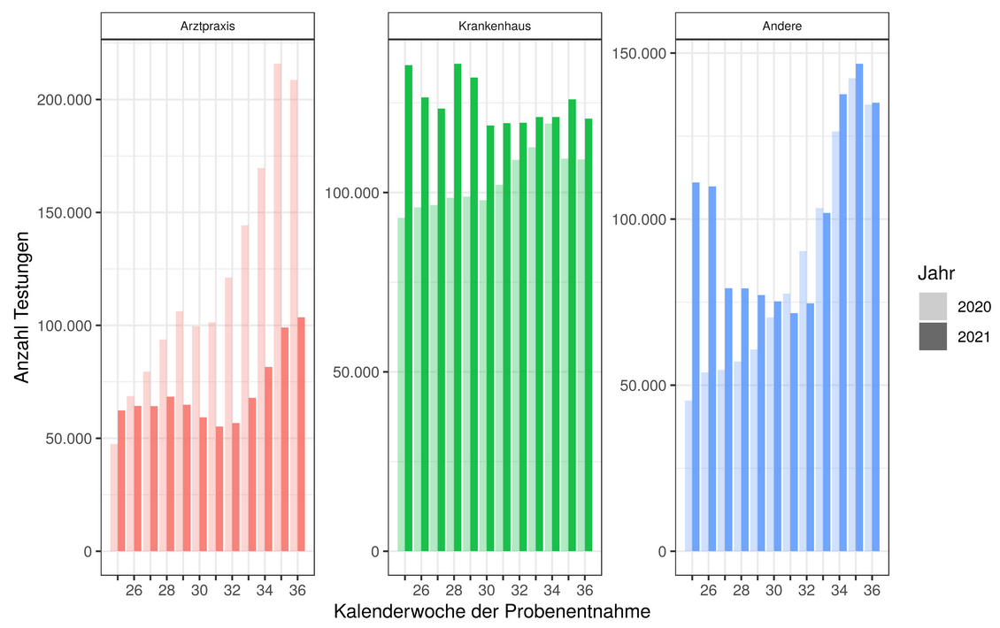 Arztpraxis
Krankenhaus
Andere
Anzahl Testungen
200.000
150.000
100.000
50.000
0
100.000
50.000
0
150.000
100.000
50.000
0
26 28 30 32 34 36
26 28 30 32 34 36
26 28 30 32 34 36
Kalenderwoche der Probenentnahme
Jahr
2020
2021